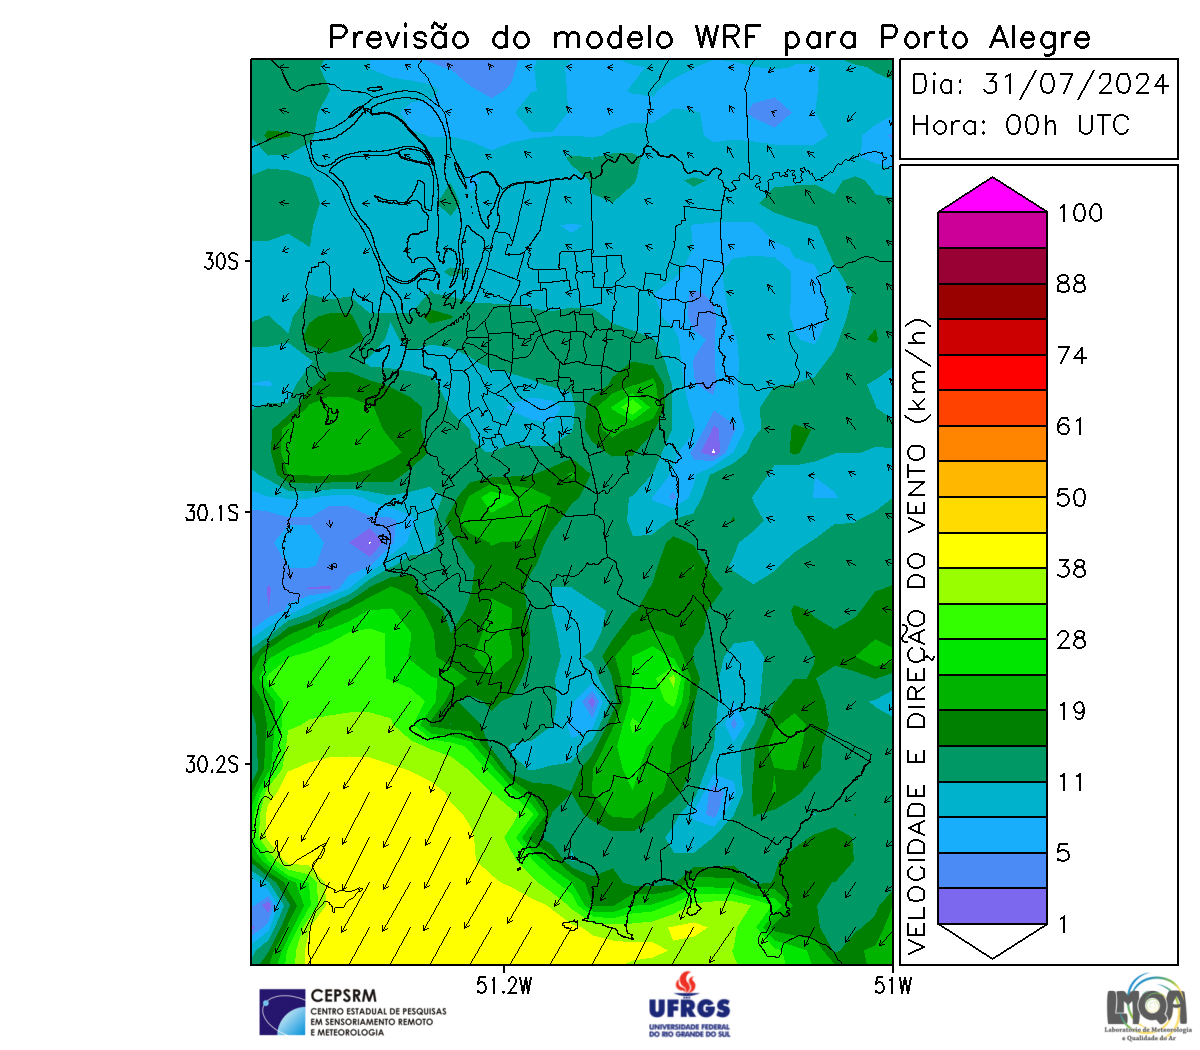 Previsão do modelo WRF para Porto Alegre
Dia: 31/07/2024
Hora: 00h UTC
100
88
74
61
50
38
28
19
11
5
1
VELOCIDADE E DIREÇÃO DO VENTO (km/h)
30S
30.1S
30.2S
51.2W
51W
CEPSRM
CENTRO ESTADUAL DE PESQUISAS
EM SENSORIAMENTO REMOTO
E METEOROLOGIA
UFRGS
UNIVERSIDADE FEDERAL
DO RIO GRANDE DO SUL
LMQA
Laboratório de Meteorologia
e Qualidade do Ar